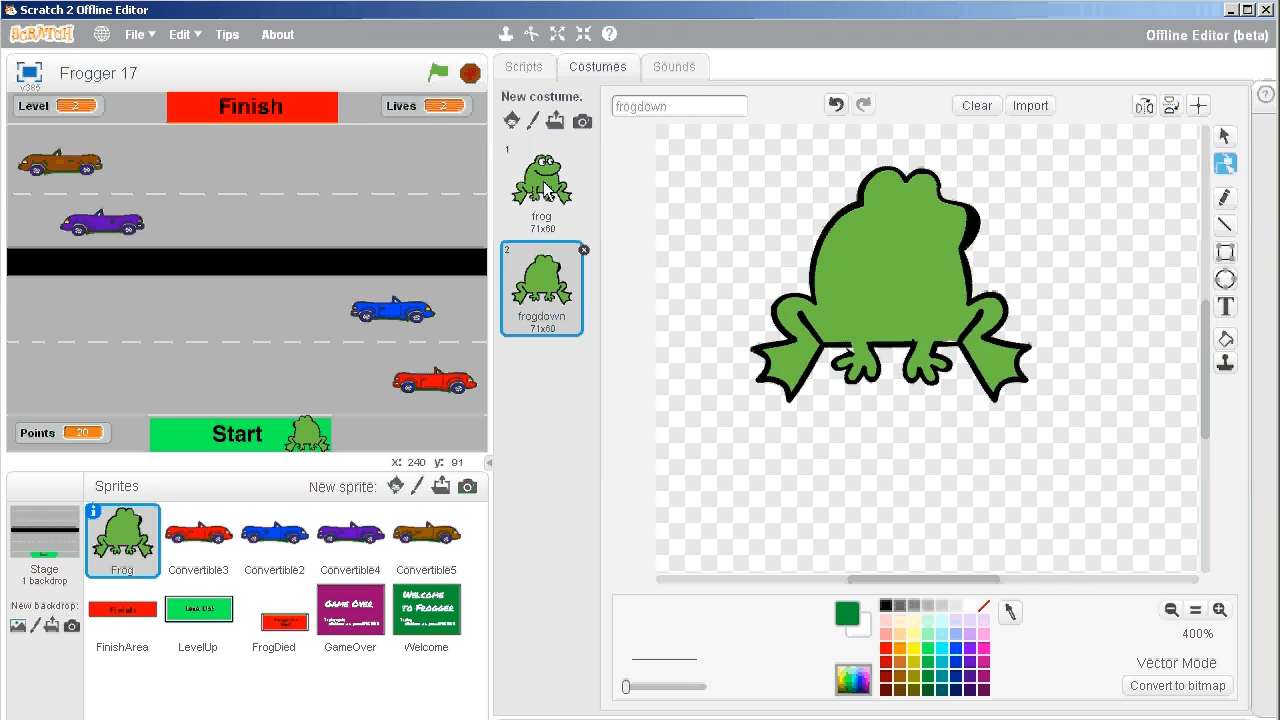 Scratch 2 Offline Editor
SCRATCH
File
Edit
Tips
About
Offline Editor (beta)
v385
Frogger 17
Level 2
Finish
Lives 2
Points 20
Start
x: 240 y: 91
Scripts
Costumes
Sounds
New costume.
1
frog
71x60
2
frogdown
71x60
frogdown
Clear
Import
T
400%
Vector Mode
Convert to bitmap
Sprites
New sprite:
Stage
1 backdrop
New backdrop:
Frog
Convertible3
Convertible2
Convertible4
Convertible5
Finish
FinishArea
Level Up!
LevelUp
FrogDied
GAME OVER
GameOver
WELCOME
TO FROGGER
Welcome